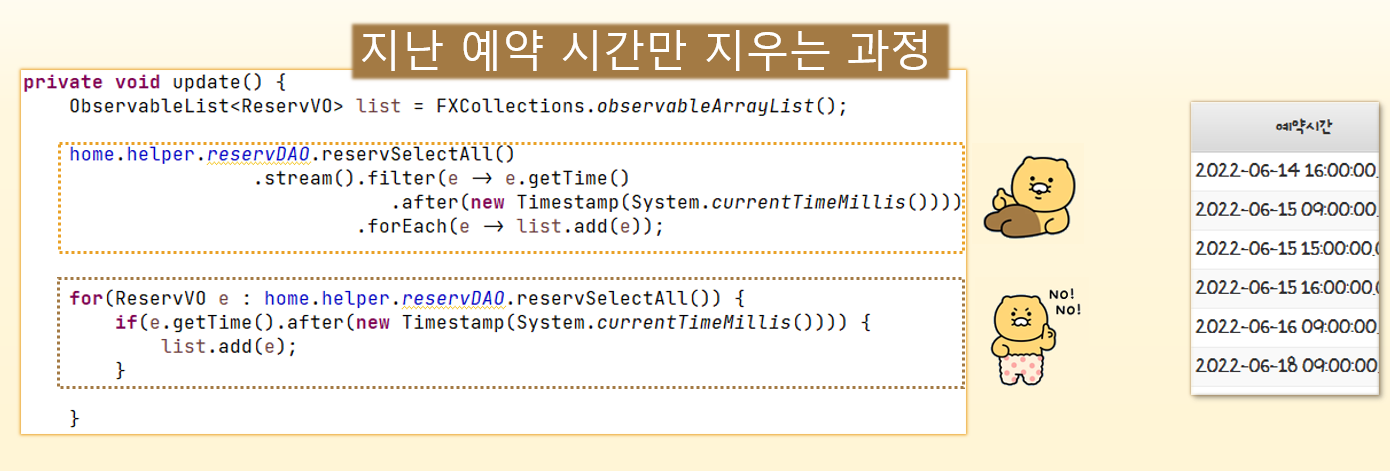 지난 예약 시간만 지우는 과정
private void update() {
ObservableList<ReservVO> list = FXCollections.observableArrayList();
home.helper.reservDAO.reservSelectAll()
.stream().filter(e -> e.getTime()
.after(new Timestamp(System.currentTimeMillis())))
.forEach(e -> list.add(e));
for(ReservVO e : home.helper.reservDAO.reservSelectAll()) {
if(e.getTime().after(new Timestamp(System.currentTimeMillis()))) {
list.add(e);
}
}
No!
No!
예약시간
2022-06-14 16:00:00.
2022-06-15 09:00:00.
2022-06-15 15:00:00.
2022-06-15 16:00:00.
2022-06-16 09:00:00.
2022-06-18 09:00:00.